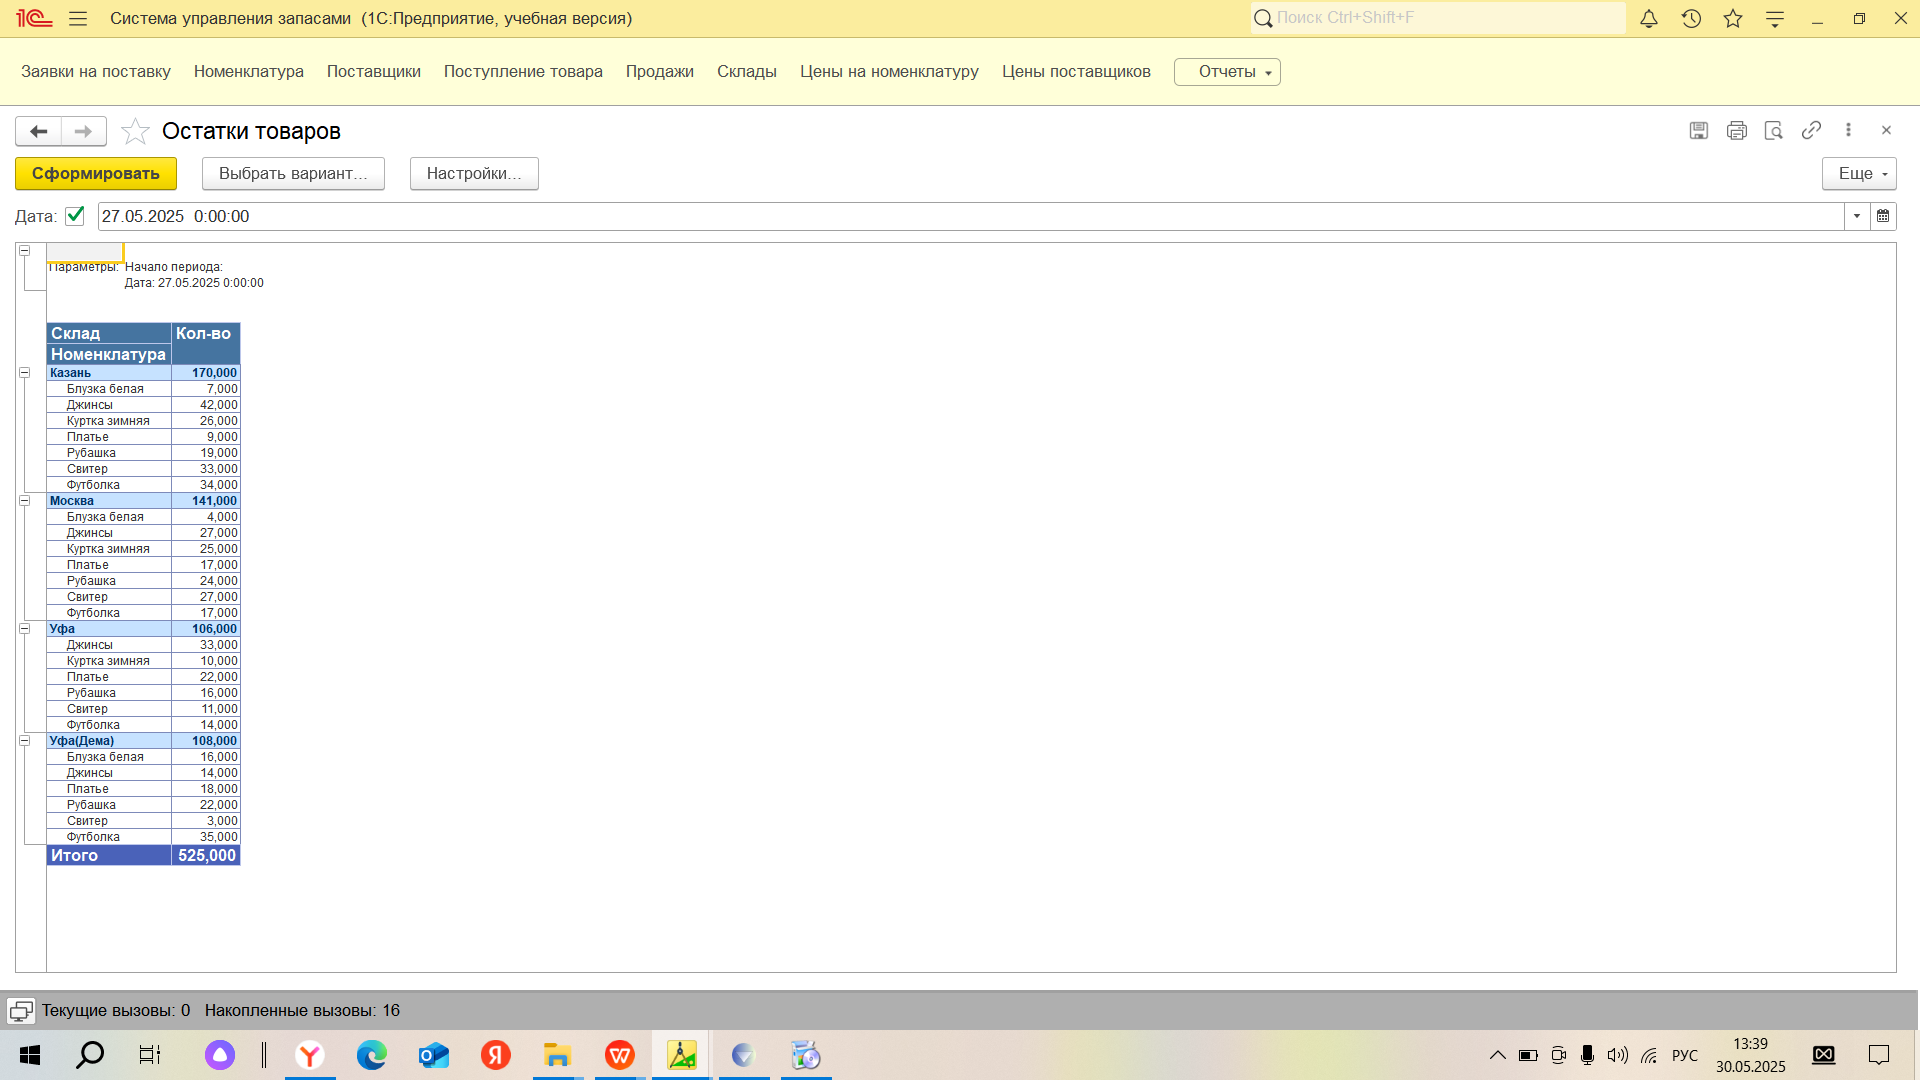 Система управления запасами (1С:Предприятие, учебная версия)
Поиск Ctrl+Shift+F
Заявки на поставку Номенклатура Поставщики Поступление товара Продажи Склады Цены на номенклатуру Цены поставщиков Отчеты
Остатки товаров
Сформировать Выбрать вариант... Настройки... Еще
Дата: 27.05.2025 0:00:00
Параметры: Начало периода:
Дата: 27.05.2025 0:00:00
Склад Кол-во
Номенклатура
Казань 170,000
Блузка белая 7,000
Джинсы 42,000
Куртка зимняя 26,000
Платье 9,000
Рубашка 19,000
Свитер 33,000
Футболка 34,000
Москва 141,000
Блузка белая 4,000
Джинсы 27,000
Куртка зимняя 25,000
Платье 17,000
Рубашка 24,000
Свитер 27,000
Футболка 17,000
Уфа 106,000
Джинсы 33,000
Куртка зимняя 10,000
Платье 22,000
Рубашка 16,000
Свитер 11,000
Футболка 14,000
Уфа(Дема) 108,000
Блузка белая 16,000
Джинсы 14,000
Платье 18,000
Рубашка 22,000
Свитер 3,000
Футболка 35,000
Итого 525,000
Текущие вызовы: 0 Накопленные вызовы: 16
РУС
13:39
30.05.2025